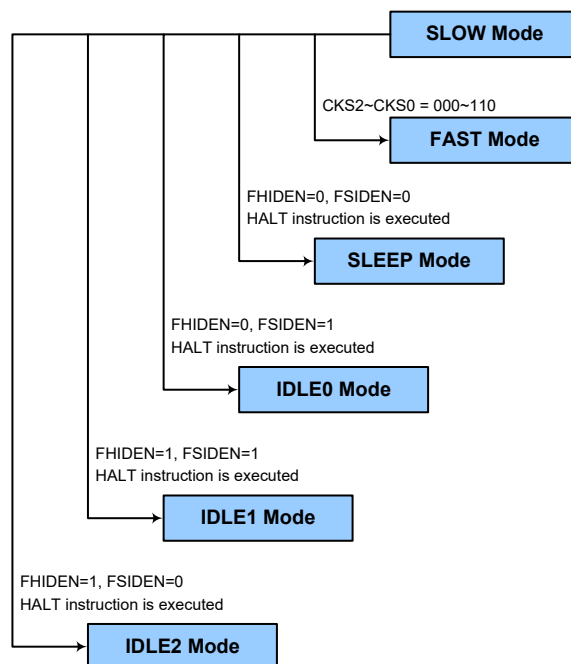 SLOW Mode
CKS2~CKS0 = 000~110
FAST Mode
FHIDEN=0, FSIDEN=0
HALT instruction is executed
SLEEP Mode
FHIDEN=0, FSIDEN=1
HALT instruction is executed
IDLE0 Mode
FHIDEN=1, FSIDEN=1
HALT instruction is executed
IDLE1 Mode
FHIDEN=1, FSIDEN=0
HALT instruction is executed
IDLE2 Mode